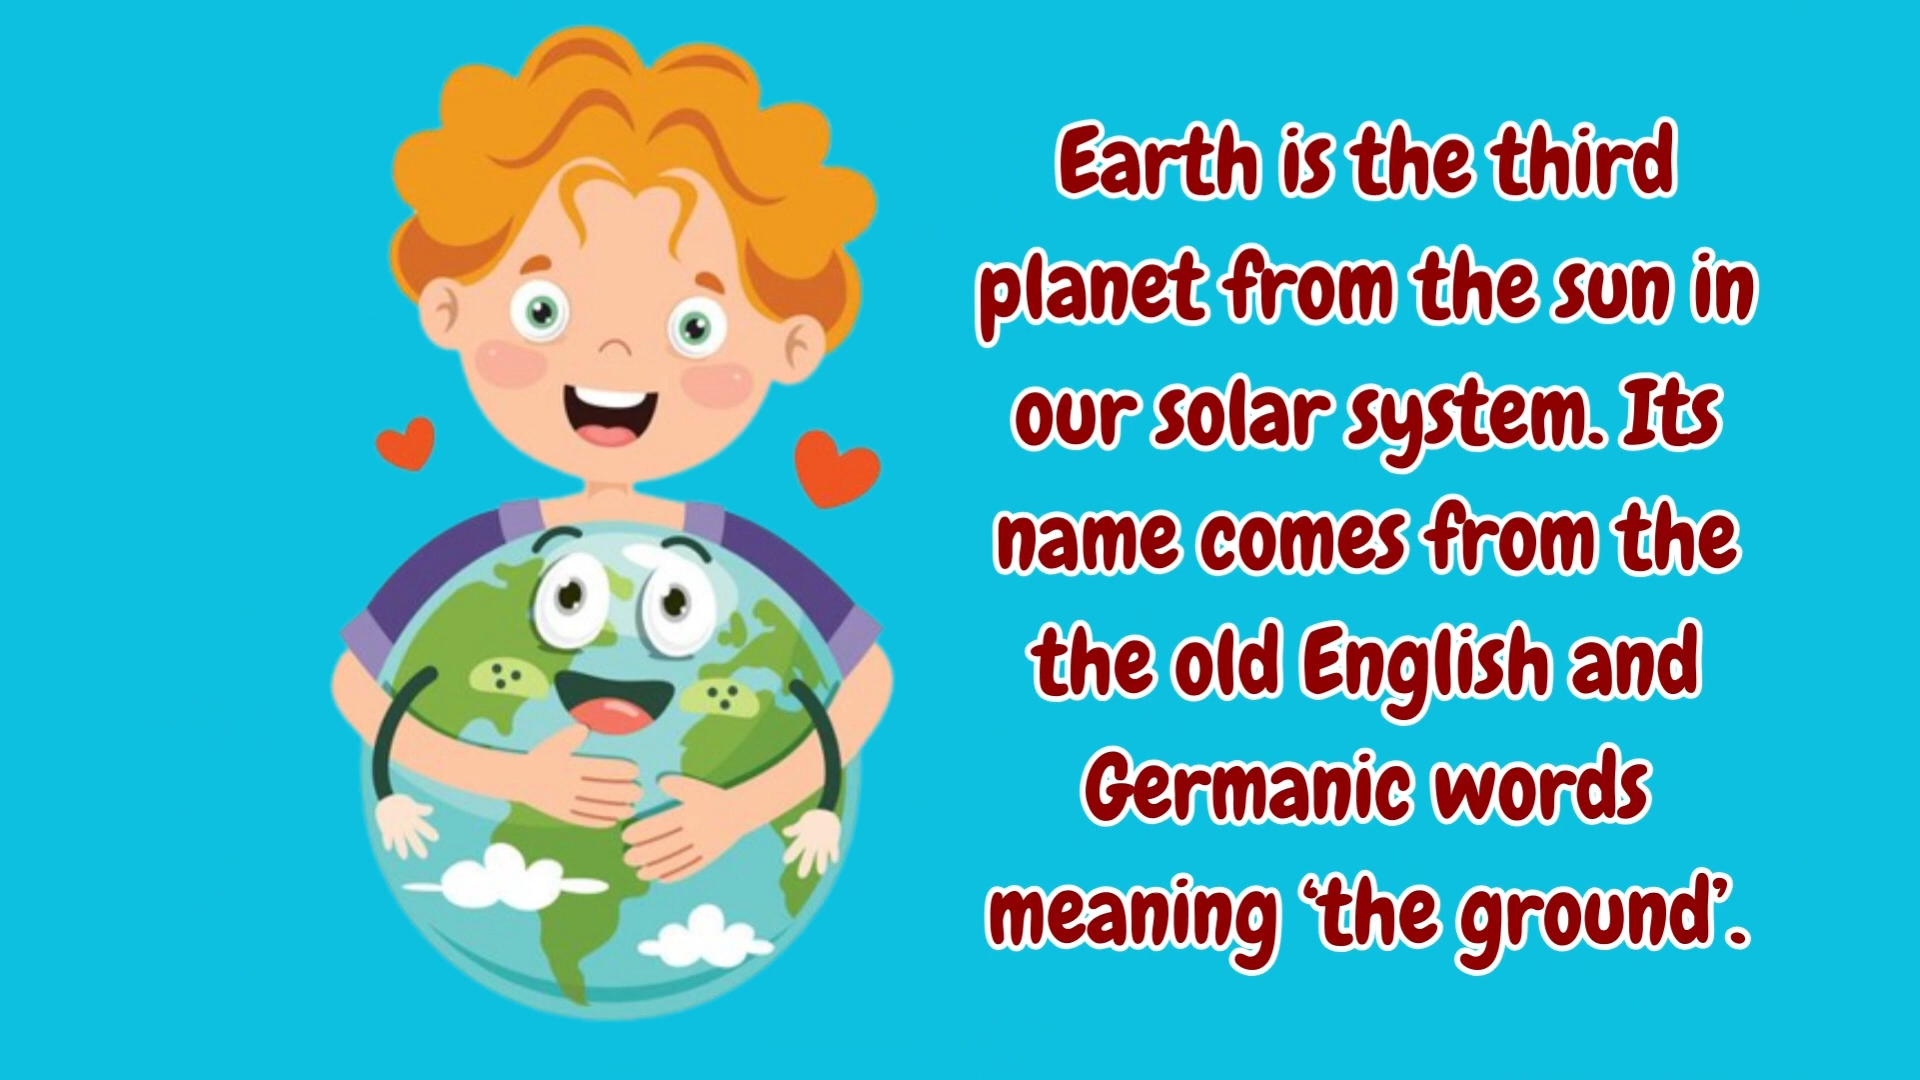 Earth is the third
planet from the sun in
our solar system. Its
name comes from the
the old English and
Germanic words
meaning ‘the ground’.